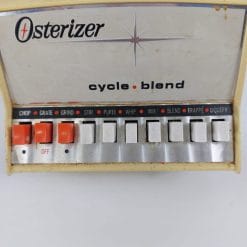 Osterizer
cycle • blend
CHOP • GRATE • GRIND • STIR • PUREE • WHIP • MIX • BLEND • FRAPPE • LIQUEFY
OFF